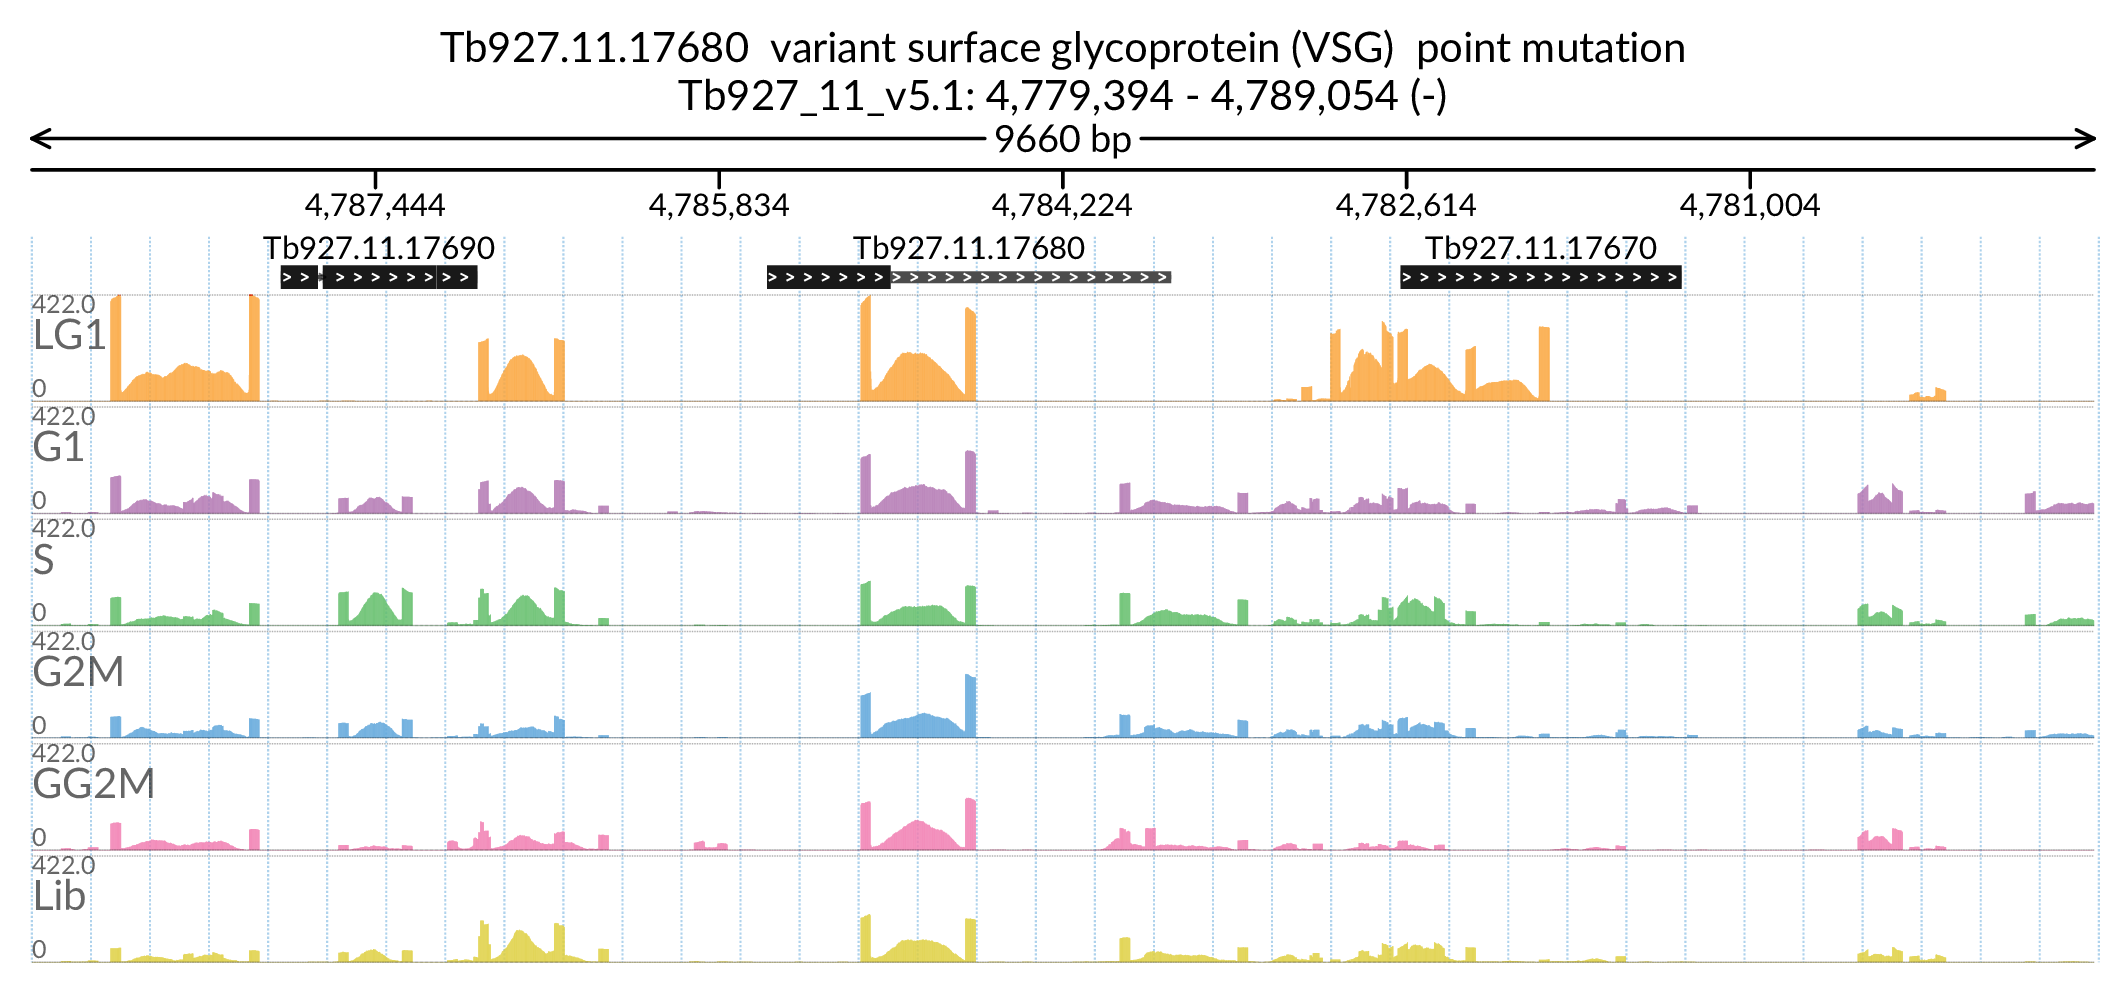 Tb927.11.17680 variant surface glycoprotein (VSG) point mutation
Tb927_11_v5.1: 4,779,394 - 4,789,054 (-)
9660 bp
4,787,444 4,785,834 4,784,224 4,782,614 4,781,004
Tb927.11.17690 Tb927.11.17680 Tb927.11.17670
422.0
LG1
0
422.0
G1
0
422.0
S
0
422.0
G2M
0
422.0
GG2M
0
422.0
Lib
0